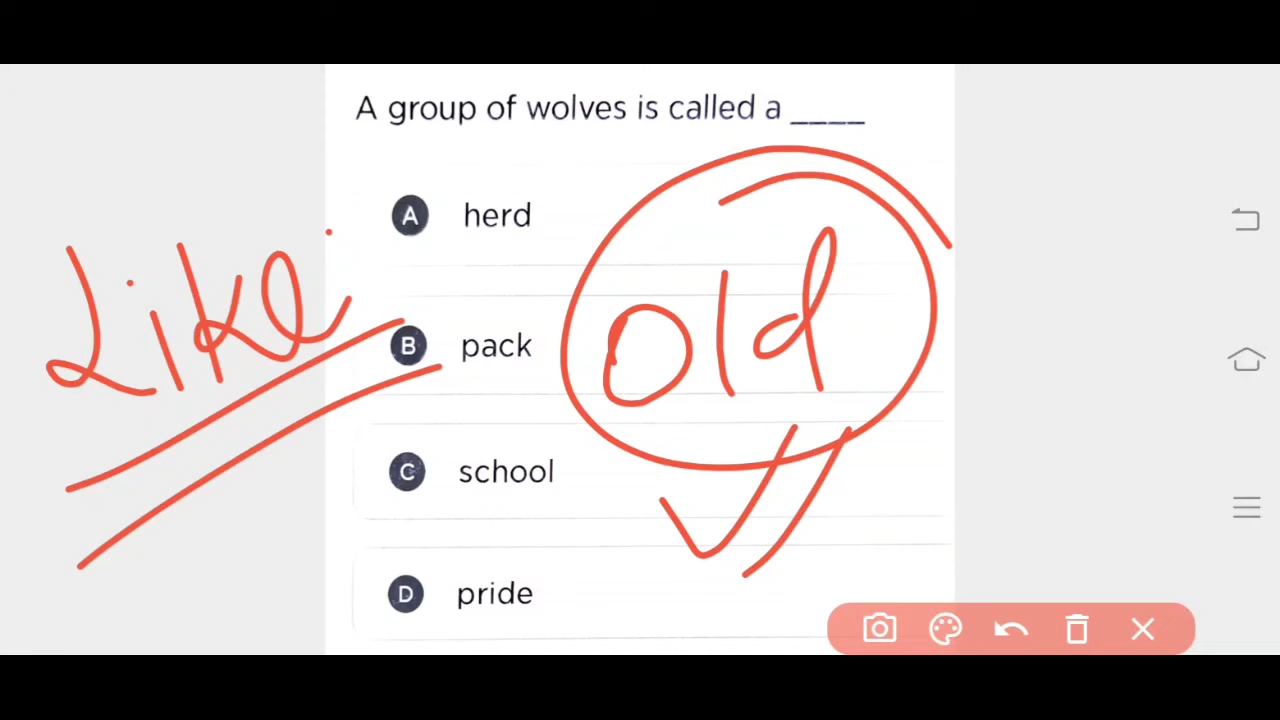 A group of wolves is called a ____
A herd
B pack
C school
D pride
Like
old